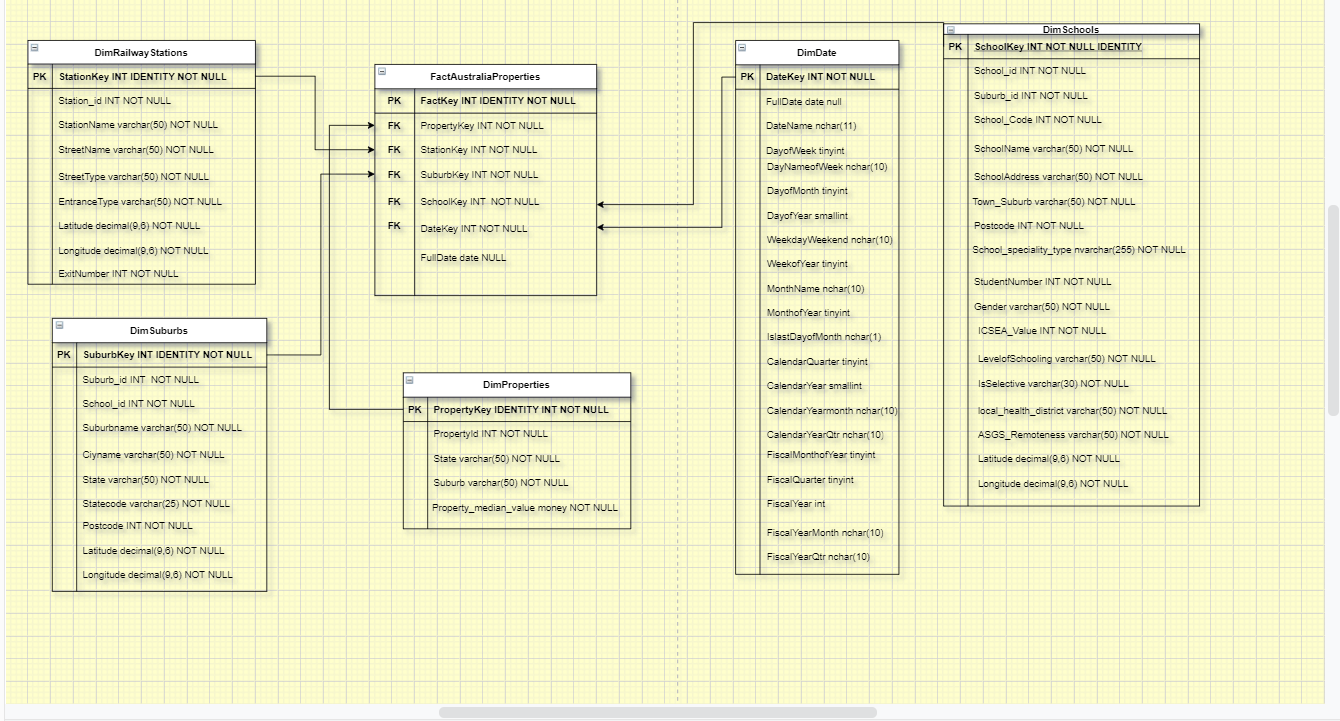 DimRailwayStations
PK StationKey INT IDENTITY NOT NULL
Station_id INT NOT NULL
StationName varchar(50) NOT NULL
StreetName varchar(50) NOT NULL
StreetType varchar(50) NOT NULL
EntranceType varchar(50) NOT NULL
Latitude decimal(9,6) NOT NULL
Longitude decimal(9,6) NOT NULL
ExitNumber INT NOT NULL
DimSuburbs
PK SuburbKey INT IDENTITY NOT NULL
Suburb_id INT NOT NULL
School_id INT NOT NULL
Suburbname varchar(50) NOT NULL
Ciyname varchar(50) NOT NULL
State varchar(50) NOT NULL
Statecode varchar(25) NOT NULL
Postcode INT NOT NULL
Latitude decimal(9,6) NOT NULL
Longitude decimal(9,6) NOT NULL
FactAustraliaProperties
PK FactKey INT IDENTITY NOT NULL
FK PropertyKey INT NOT NULL
FK StationKey INT NOT NULL
FK SuburbKey INT NOT NULL
FK SchoolKey INT NOT NULL
FK DateKey INT NOT NULL
FullDate date NULL
DimProperties
PK PropertyKey IDENTITY INT NOT NULL
PropertyId INT NOT NULL
State varchar(50) NOT NULL
Suburb varchar(50) NOT NULL
Property_median_value money NOT NULL
DimDate
PK DateKey INT NOT NULL
FullDate date null
DateName nchar(11)
DayofWeek tinyint
DayNameofWeek nchar(10)
DayofMonth tinyint
DayofYear smallint
WeekdayWeekend nchar(10)
WeekofYear tinyint
MonthName nchar(10)
MonthofYear tinyint
IslastDayofMonth nchar(1)
CalendarQuarter tinyint
CalendarYear smallint
CalendarYearmonth nchar(10)
CalendarYearQtr nchar(10)
FiscalMonthofYear tinyint
FiscalQuarter tinyint
FiscalYear int
FiscalYearMonth nchar(10)
FiscalYearQtr nchar(10)
DimSchools
PK SchoolKey INT NOT NULL IDENTITY
School_id INT NOT NULL
Suburb_id INT NOT NULL
School_Code INT NOT NULL
SchoolName varchar(50) NOT NULL
SchoolAddress varchar(50) NOT NULL
Town_Suburb varchar(50) NOT NULL
Postcode INT NOT NULL
School_speciality_type nvarchar(255) NOT NULL
StudentNumber INT NOT NULL
Gender varchar(50) NOT NULL
ICSEA_Value INT NOT NULL
LevelofSchooling varchar(50) NOT NULL
IsSelective varchar(30) NOT NULL
local_health_district varchar(50) NOT NULL
ASGS_Remoteness varchar(50) NOT NULL
Latitude decimal(9,6) NOT NULL
Longitude decimal(9,6) NOT NULL